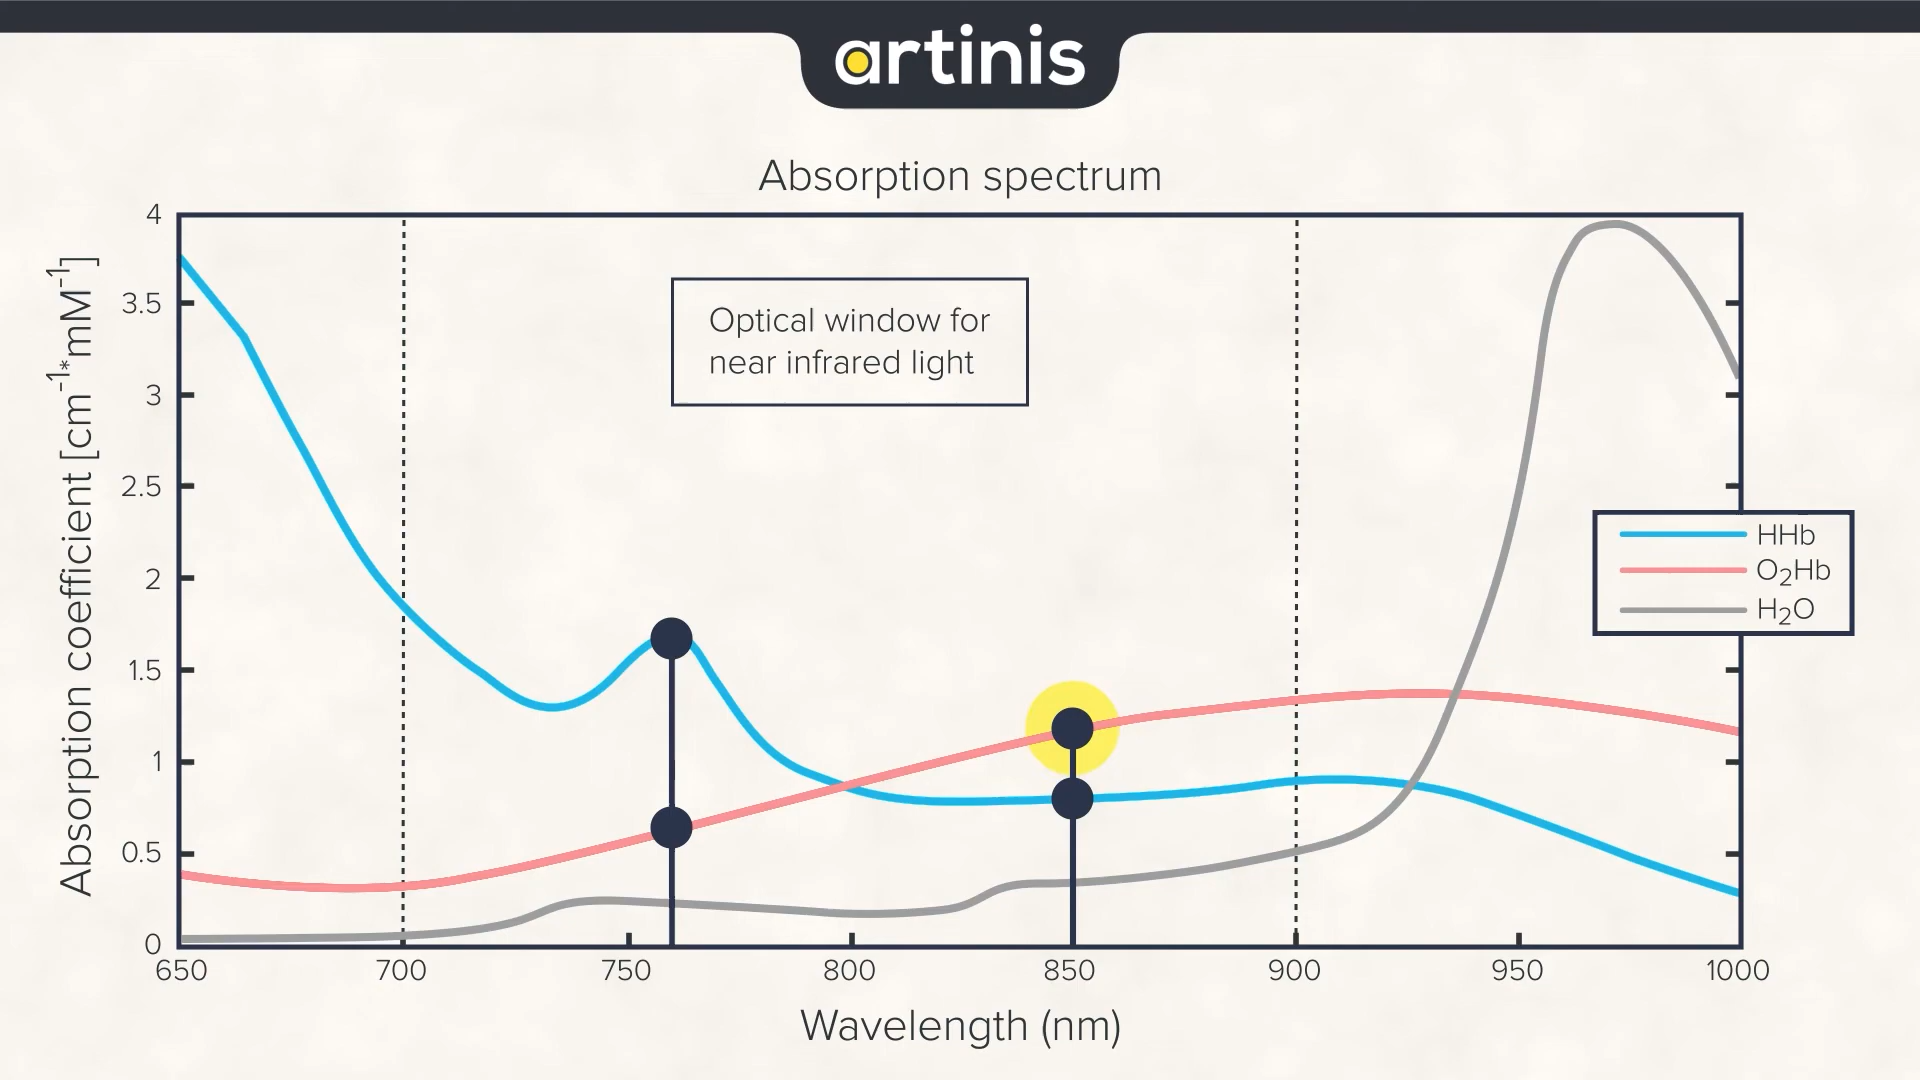 artinis
Absorption spectrum
Absorption coefficient [cm⁻¹*mM⁻¹]
4
3.5
3
2.5
2
1.5
1
0.5
0
Optical window for
near infrared light
HHb
O₂Hb
H₂O
650 700 750 800 850 900 950 1000
Wavelength (nm)